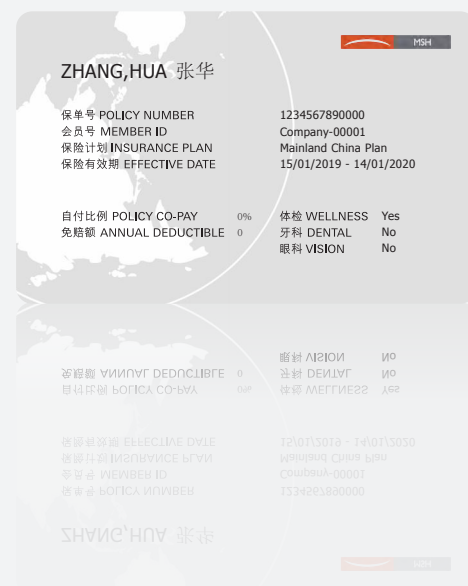 MSH
ZHANG,HUA 张华
保单号 POLICY NUMBER 1234567890000
会员号 MEMBER ID Company-00001
保险计划 INSURANCE PLAN Mainland China Plan
保险有效期 EFFECTIVE DATE 15/01/2019 - 14/01/2020
自付比例 POLICY CO-PAY 0% 体检 WELLNESS Yes
免赔额 ANNUAL DEDUCTIBLE 0 牙科 DENTAL No
眼科 VISION No